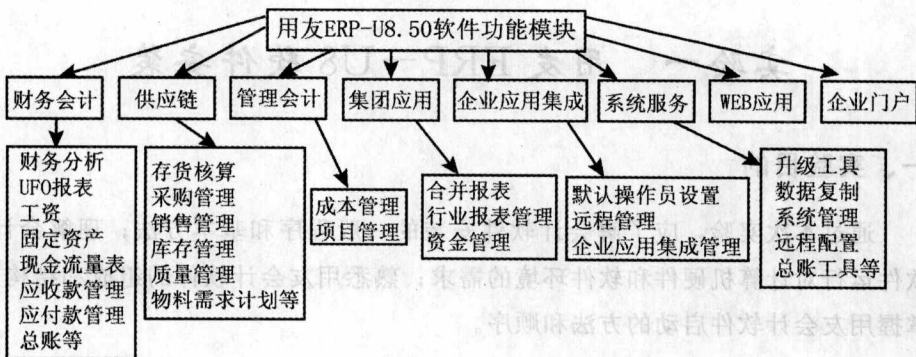 用友ERP-U8.50软件功能模块
财务会计
供应链
管理会计
集团应用
企业应用集成
系统服务
WEB应用
企业门户
财务分析
UFO报表
工资
固定资产
现金流量表
应收款管理
应付款管理
总账等
存货核算
采购管理
销售管理
库存管理
质量管理
物料需求计划等
成本管理
项目管理
合并报表
行业报表管理
资金管理
默认操作员设置
远程管理
企业应用集成管理
升级工具
数据复制
系统管理
远程配置
总账工具等